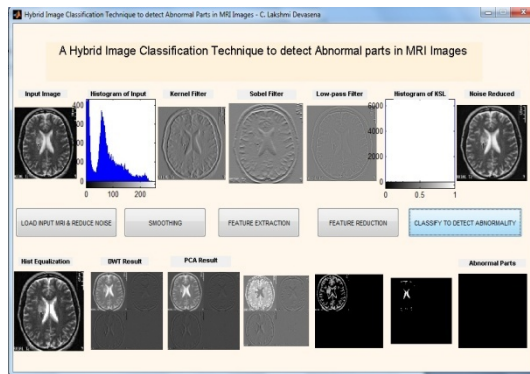 Hybrid Image Classification Technique to detect Abnormal Parts in MRI Images - C. Lakshmi Devasena
A Hybrid Image Classification Technique to detect Abnormal parts in MRI Images
Input Image
Histogram of Input
Kernel Filter
Sobel Filter
Low-pass Filter
Histogram of KSL
Noise Reduced
400
300
200
100
0
0 100 200
6000
4000
2000
0
0 0.5 1
LOAD INPUT MRI & REDUCE NOISE
SMOOTHING
FEATURE EXTRACTION
FEATURE REDUCTION
CLASSIFY TO DETECT ABNORMALITY
Hist Equalization
DWT Result
PCA Result
Abnormal Parts